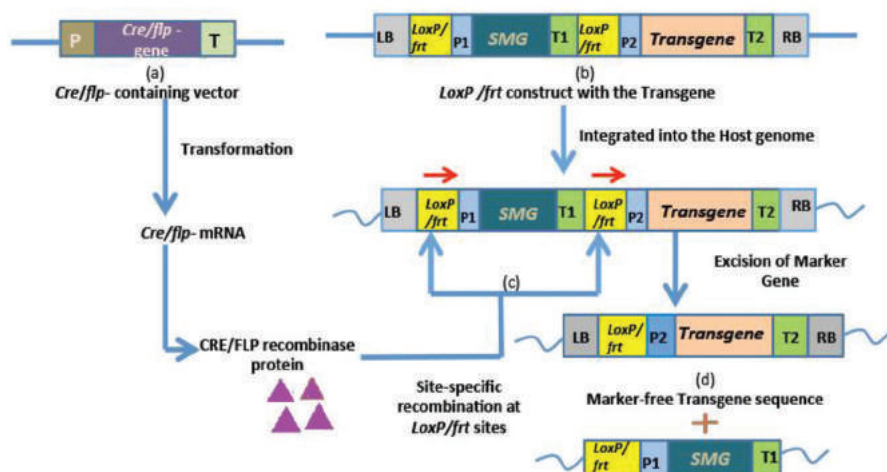 P
Cre/flp -
gene
T
(a)
Cre/flp- containing vector
Transformation
Cre/flp- mRNA
CRE/FLP recombinase
protein
LB
LoxP/
frt
P1
SMG
T1
LoxP/
frt
P2
Transgene
T2
RB
(b)
LoxP /frt construct with the Transgene
Integrated into the Host genome
LB
LoxP
/frt
P1
SMG
T1
LoxP
/frt
P2
Transgene
T2
RB
(c)
Excision of Marker
Gene
Site-specific
recombination at
LoxP/frt sites
LB
LoxP/
frt
P2
Transgene
T2
RB
(d)
Marker-free Transgene sequence
+
LoxP/
frt
P1
SMG
T1